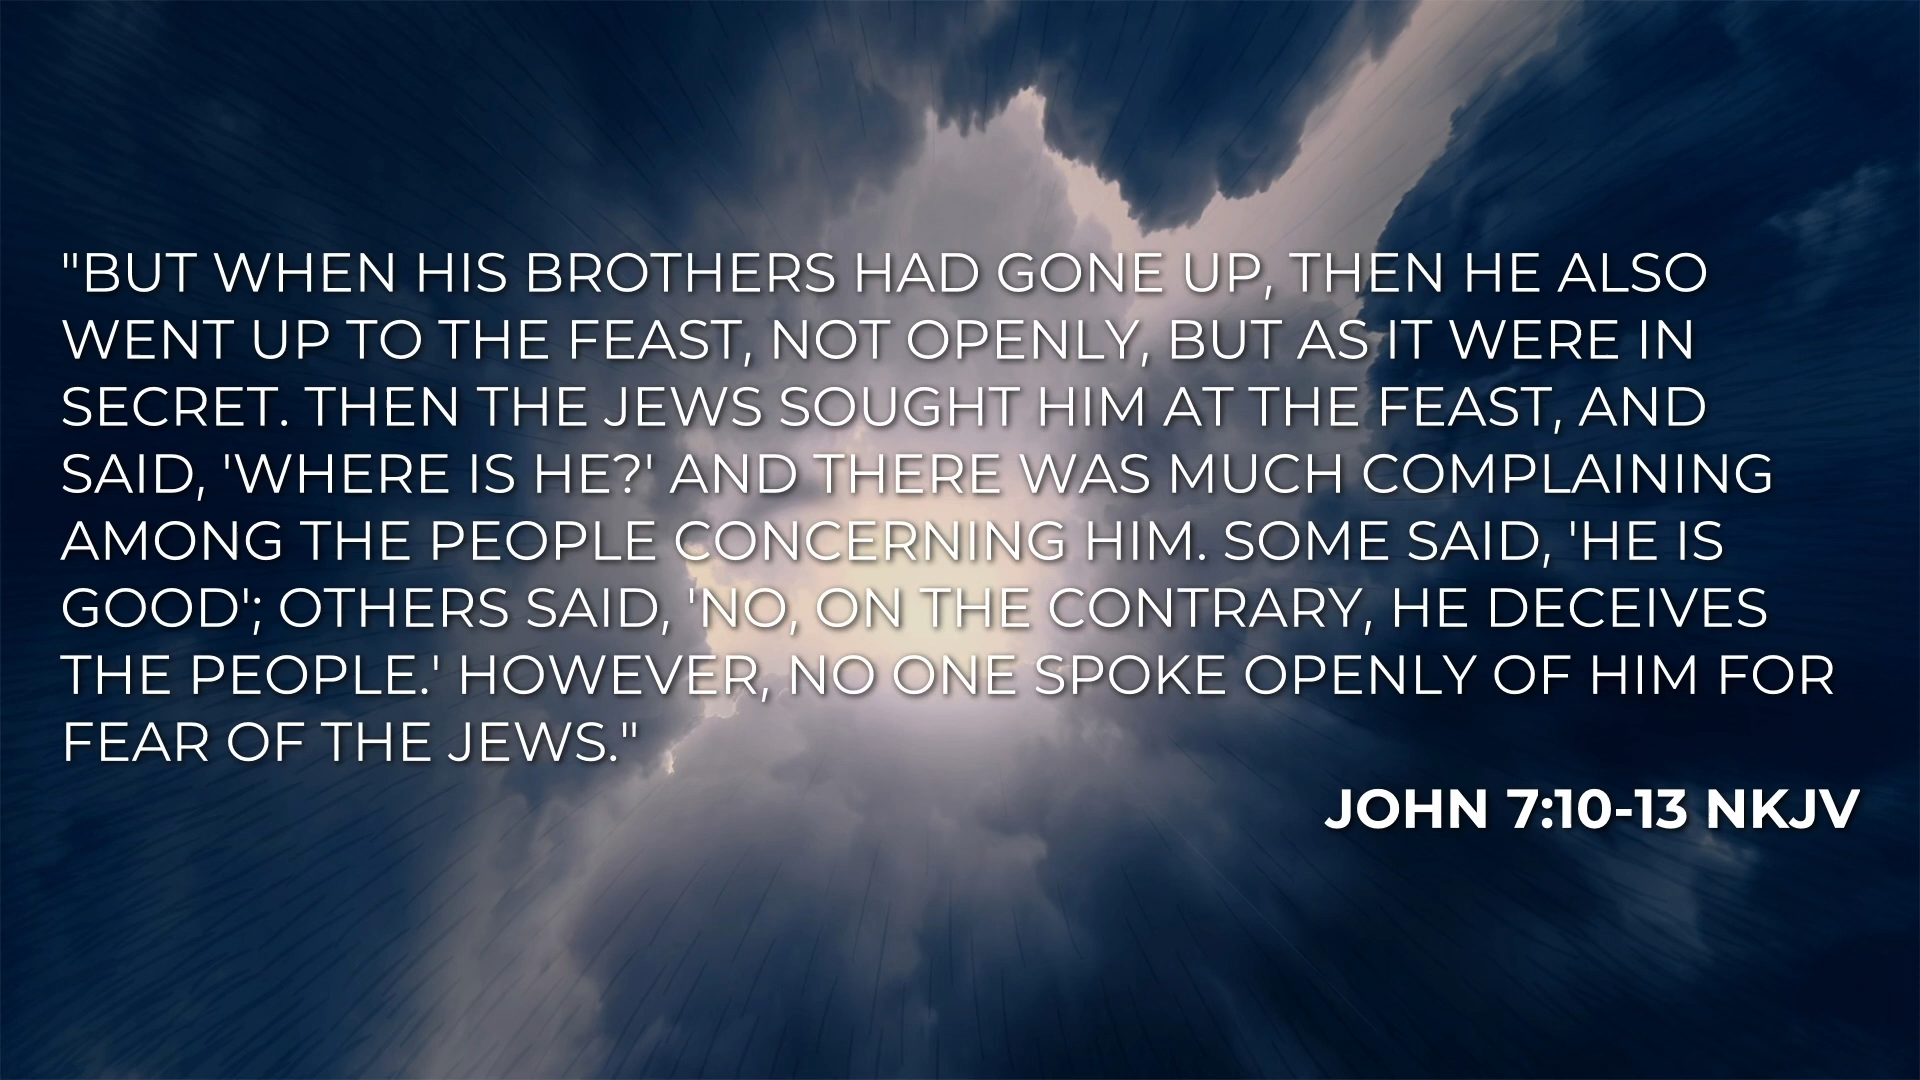 "BUT WHEN HIS BROTHERS HAD GONE UP, THEN HE ALSO
WENT UP TO THE FEAST, NOT OPENLY, BUT AS IT WERE IN
SECRET. THEN THE JEWS SOUGHT HIM AT THE FEAST, AND
SAID, 'WHERE IS HE?' AND THERE WAS MUCH COMPLAINING
AMONG THE PEOPLE CONCERNING HIM. SOME SAID, 'HE IS
GOOD'; OTHERS SAID, 'NO, ON THE CONTRARY, HE DECEIVES
THE PEOPLE.' HOWEVER, NO ONE SPOKE OPENLY OF HIM FOR
FEAR OF THE JEWS."
JOHN 7:10-13 NKJV